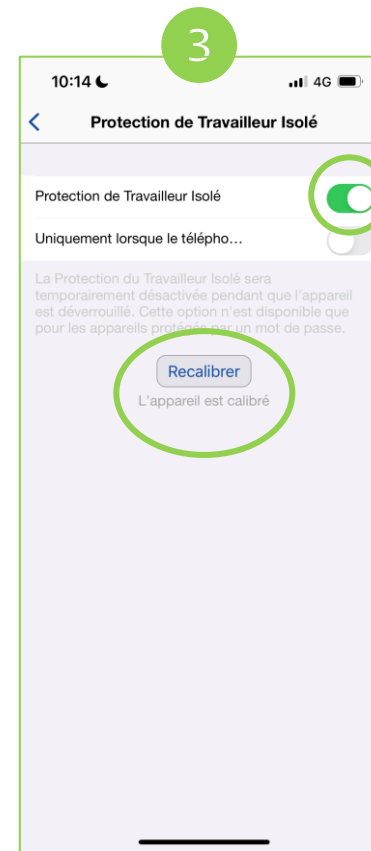 3
10:14
4G
Protection de Travailleur Isolé
Protection de Travailleur Isolé
Uniquement lorsque le télépho...
La Protection du Travailleur Isolé sera
temporairement désactivée pendant que l'appareil
est déverrouillé. Cette option n'est disponible que
pour les appareils protégés par un mot de passe.
Recalibrer
L'appareil est calibré